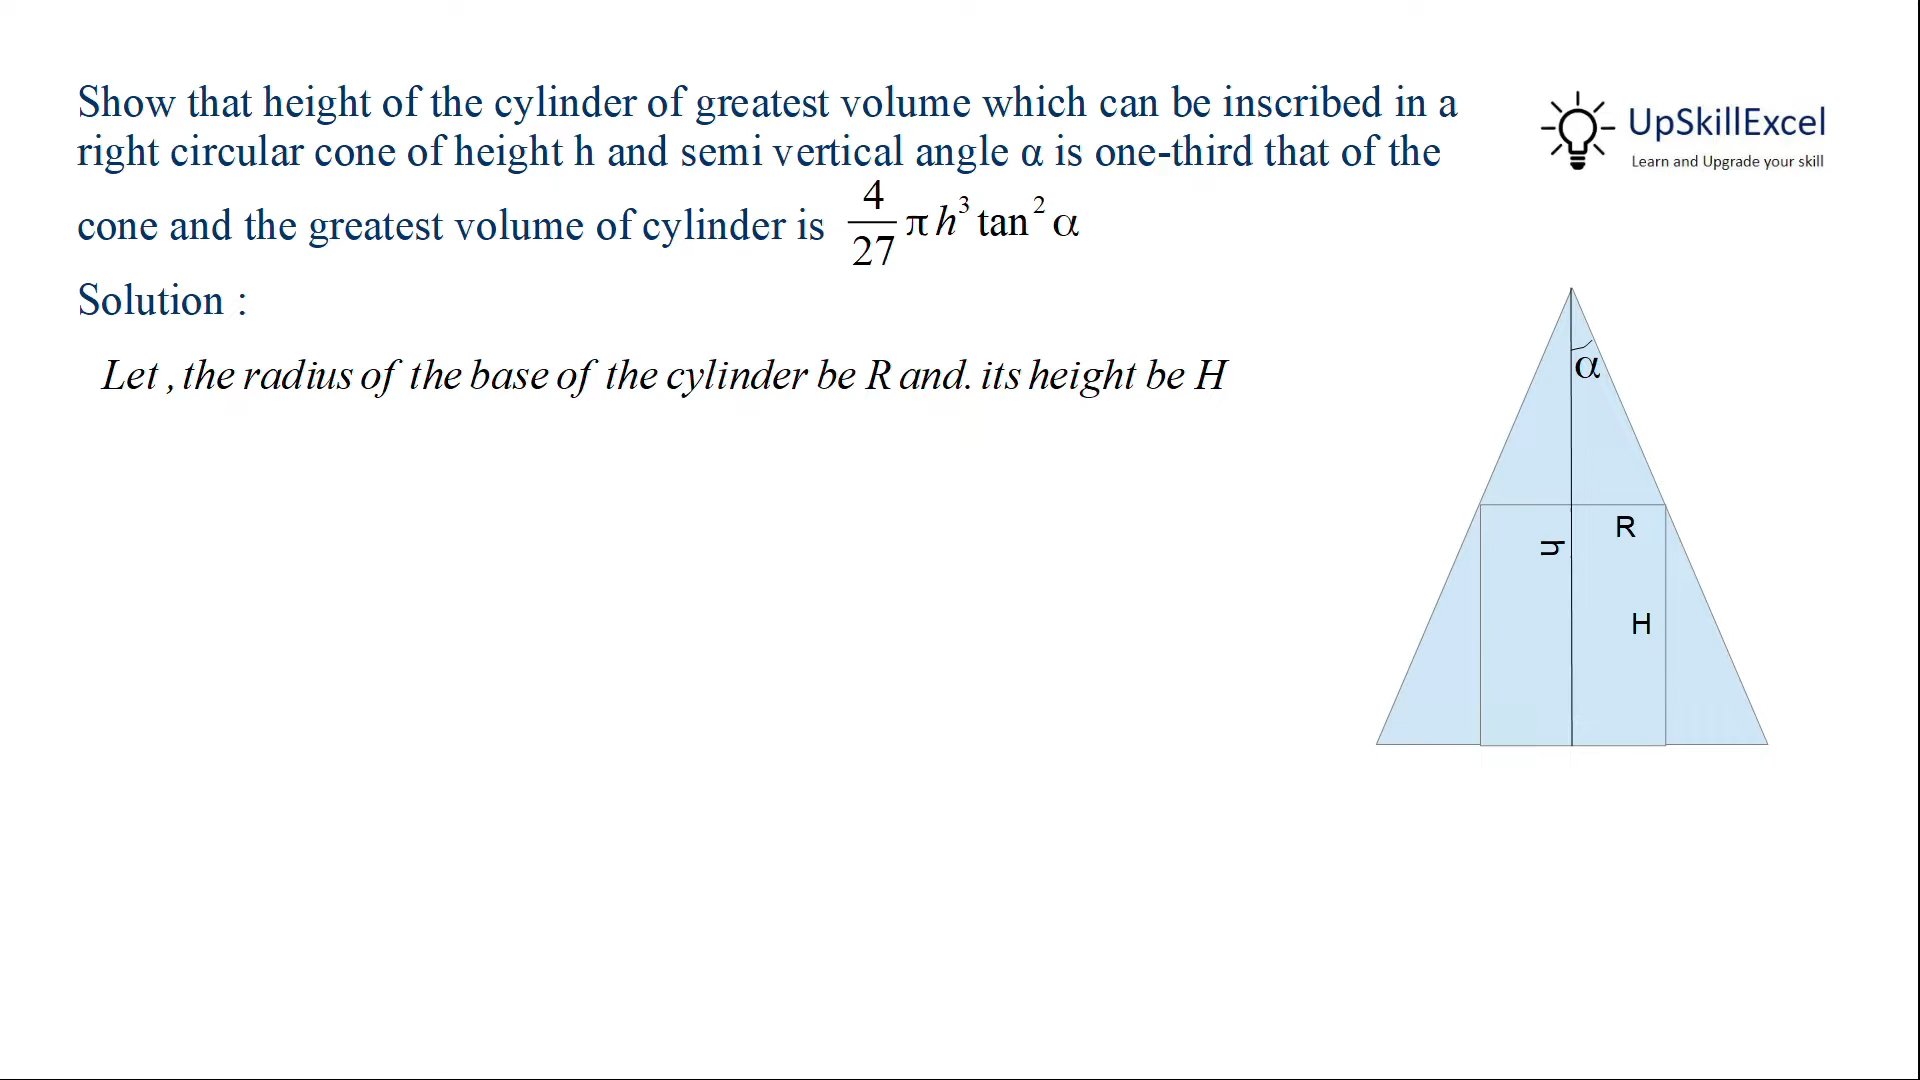 Show that height of the cylinder of greatest volume which can be inscribed in a
UpSkillExcel
Learn and Upgrade your skill
right circular cone of height h and semi vertical angle α is one-third that of the
cone and the greatest volume of cylinder is 4/27 π h³ tan² α
Solution :
Let ,the radius of the base of the cylinder be R and. its height be H
α
R
h
H